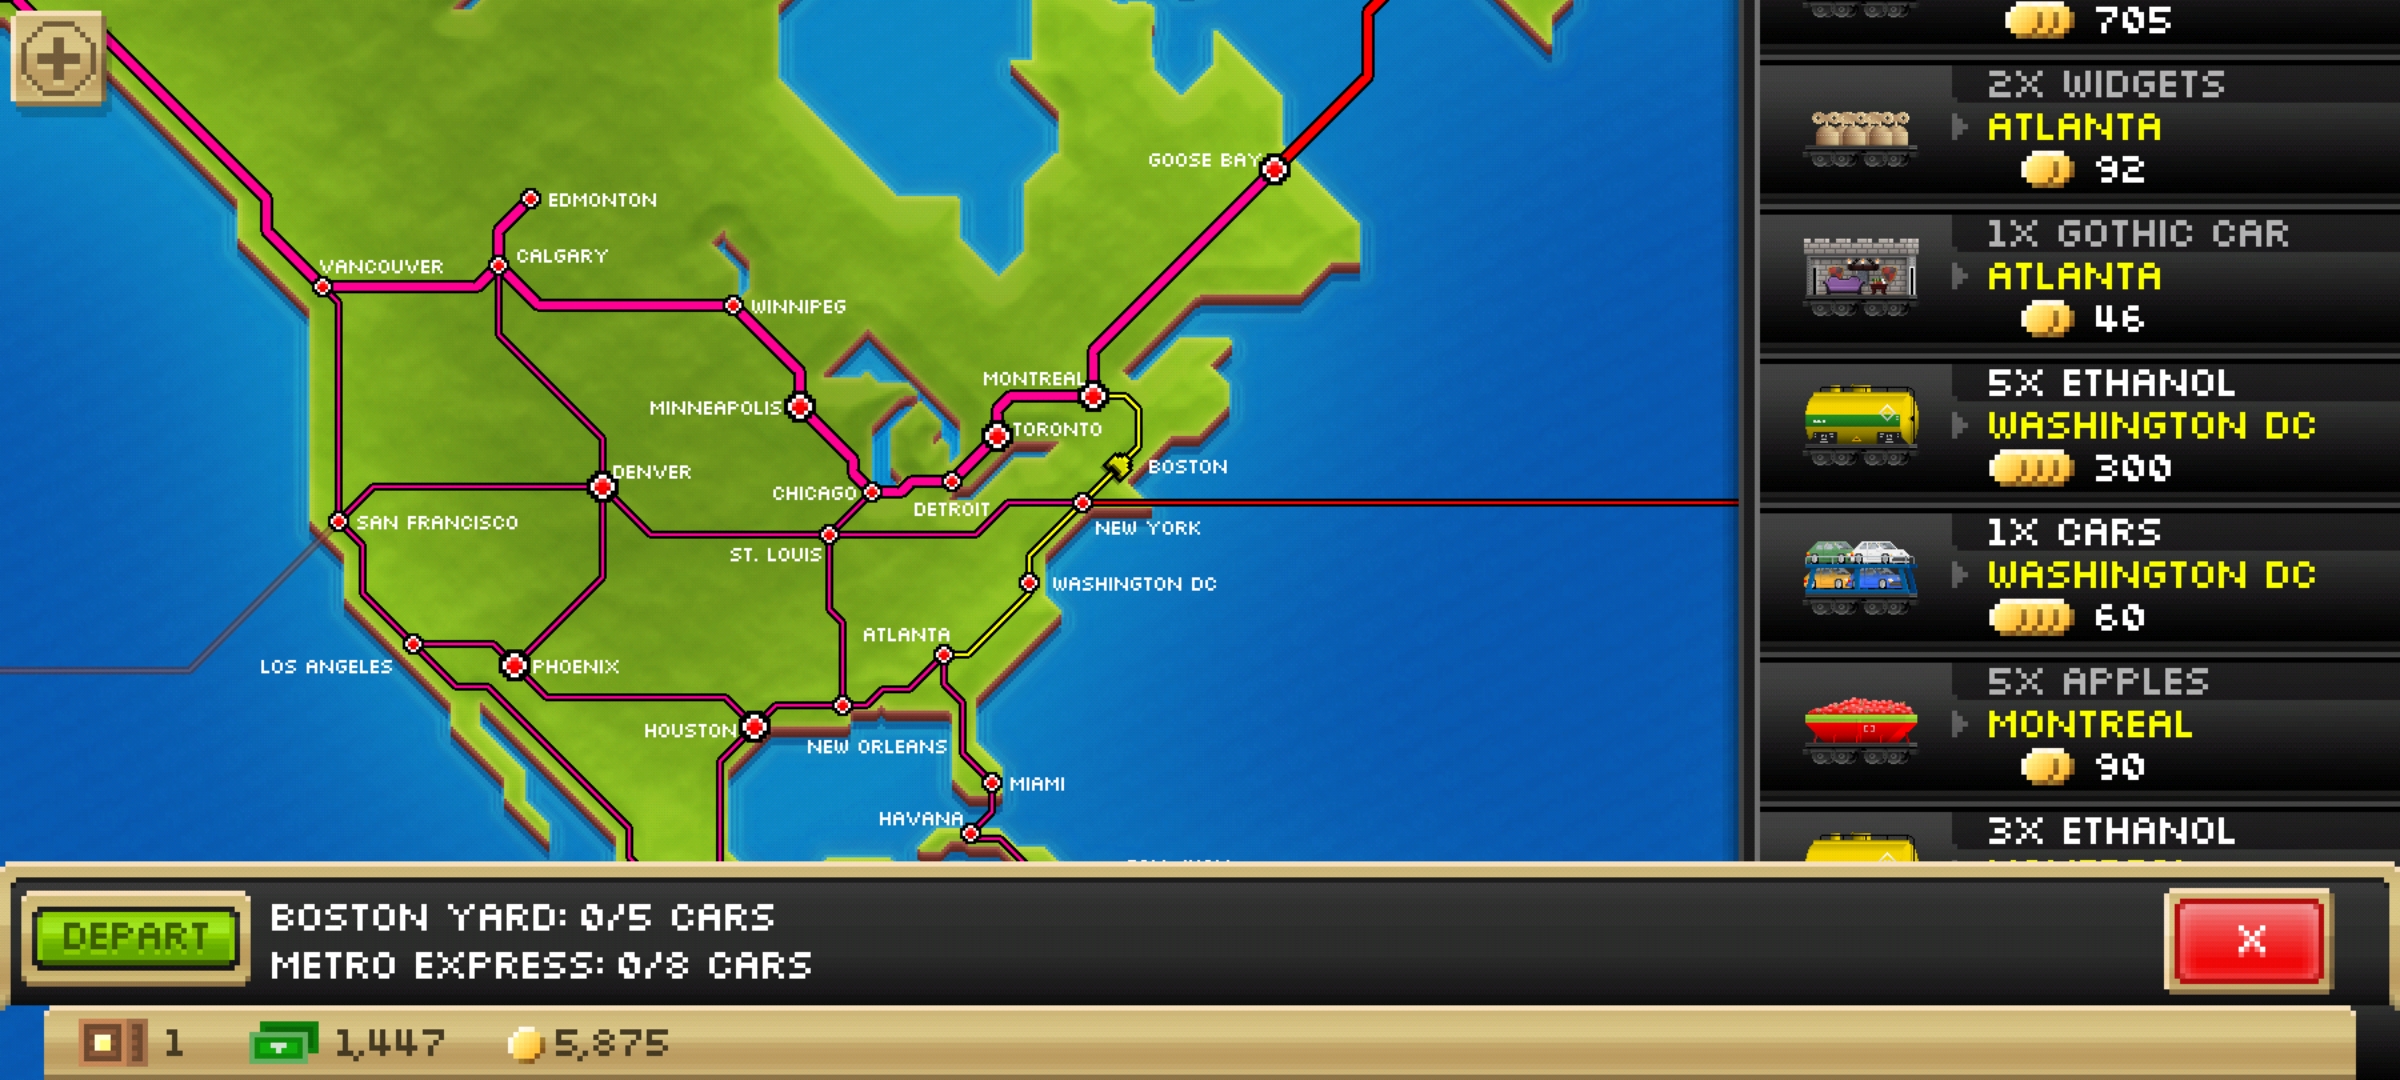 GOOSE BAY
EDMONTON
CALGARY
VANCOUVER
WINNIPEG
MONTREAL
MINNEAPOLIS
TORONTO
DENVER
BOSTON
CHICAGO
DETROIT
SAN FRANCISCO
NEW YORK
ST. LOUIS
WASHINGTON DC
ATLANTA
LOS ANGELES
PHOENIX
HOUSTON
NEW ORLEANS
MIAMI
HAVANA
705
2X WIDGETS
ATLANTA
92
1X GOTHIC CAR
ATLANTA
46
5X ETHANOL
WASHINGTON DC
300
1X CARS
WASHINGTON DC
60
5X APPLES
MONTREAL
90
3X ETHANOL
DEPART
BOSTON YARD: 0/5 CARS
METRO EXPRESS: 0/8 CARS
X
1 1,447 5,875